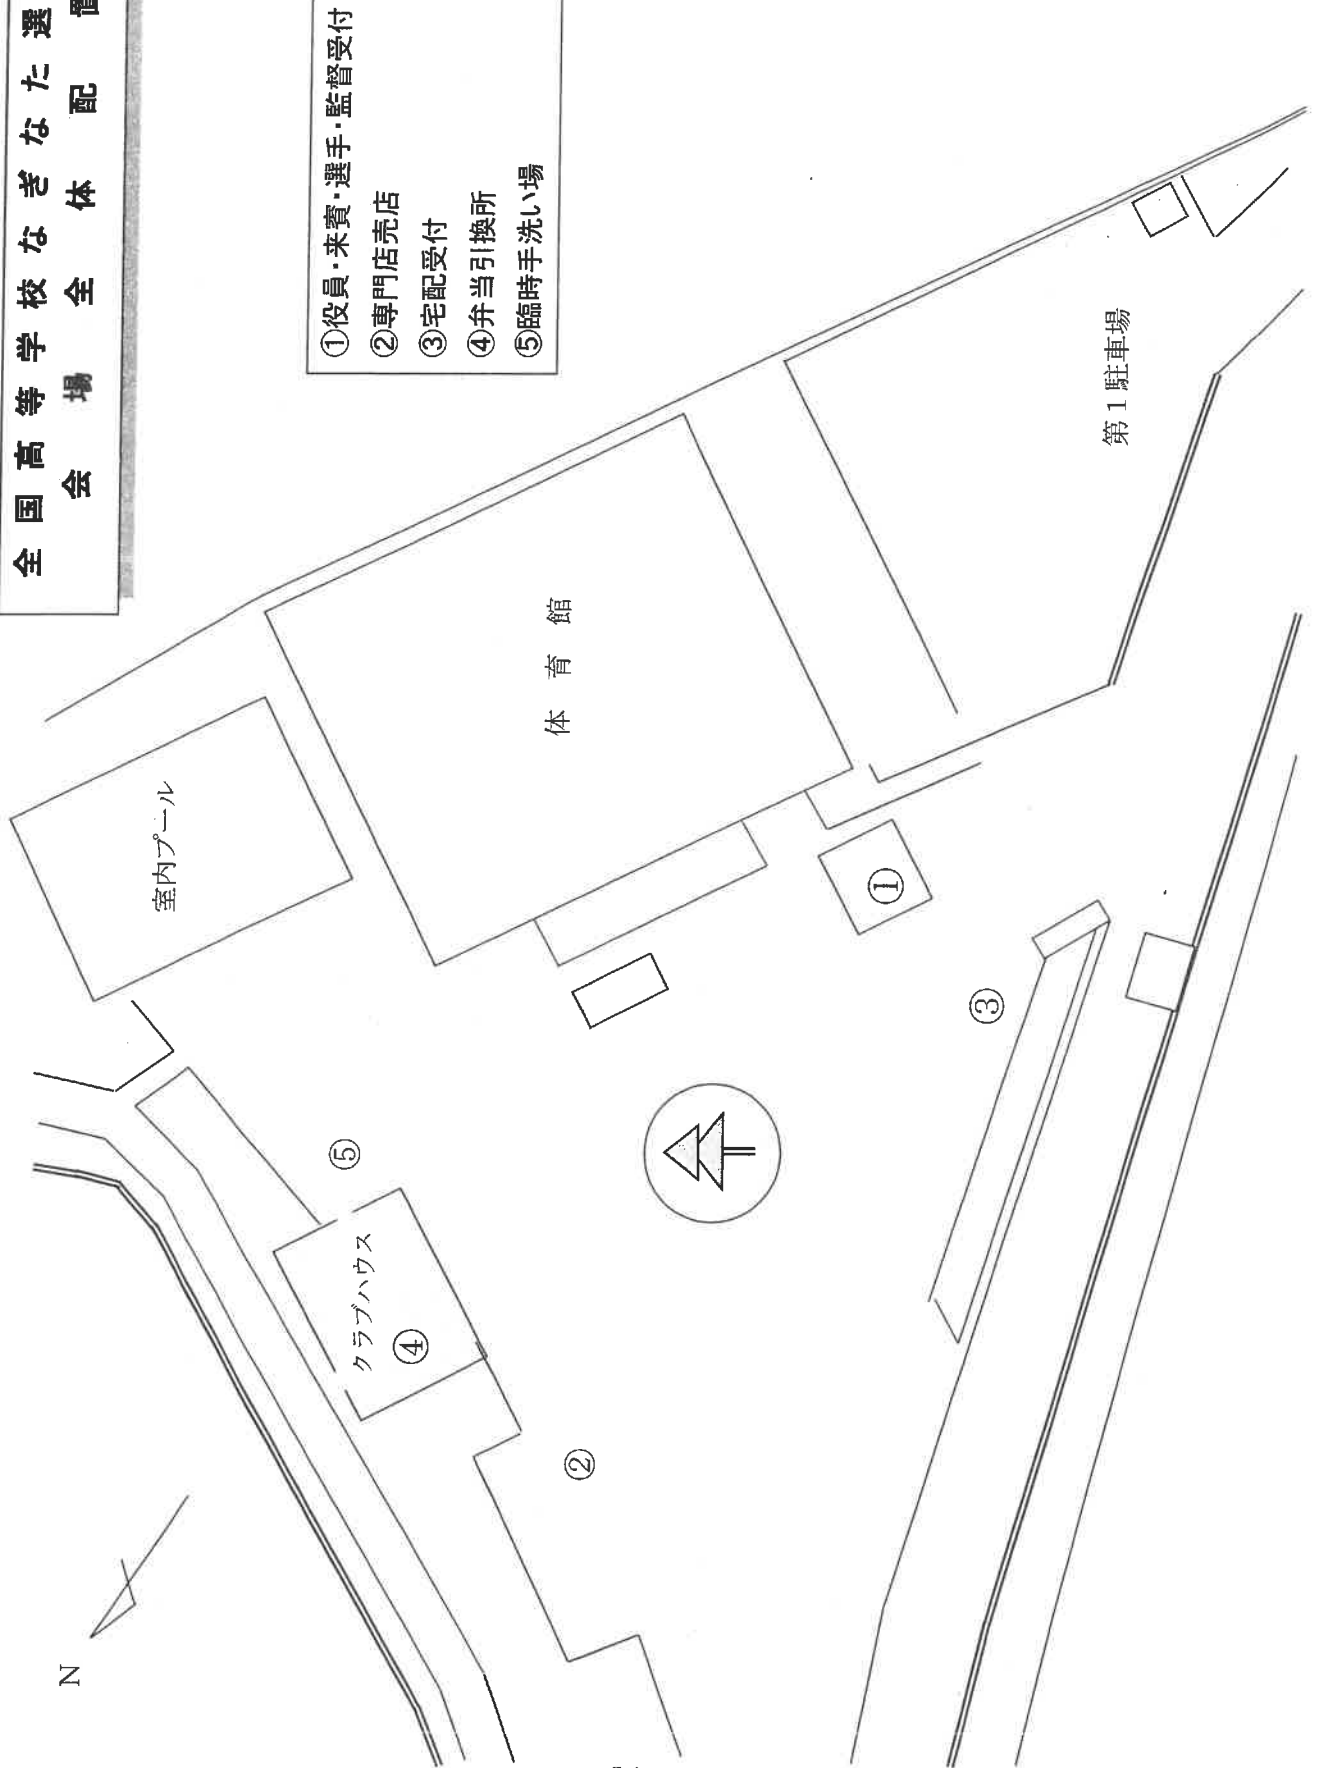 全国高等学校なぎなた選
会場全体配置
①役員・来賓・選手・監督受付
②専門店売店
③宅配受付
④弁当引換所
⑤臨時手洗い場
室内プール
体育館
第1駐車場
クラブハウス
①
②
③
④
⑤
N